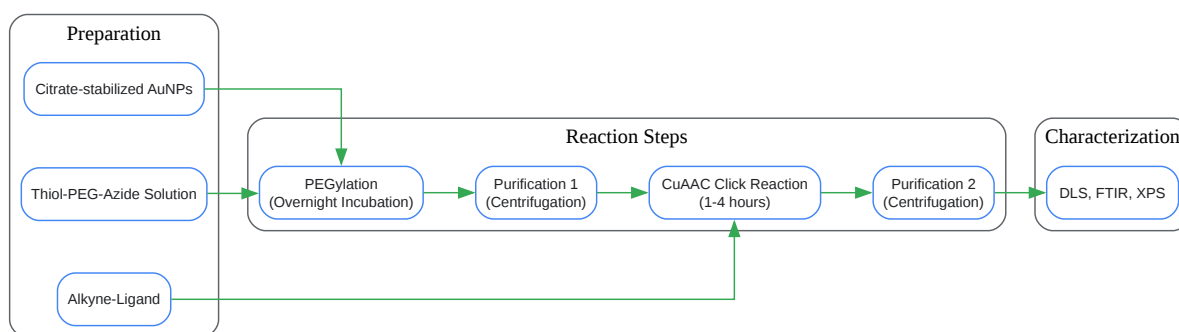 Preparation
Citrate-stabilized AuNPs
Thiol-PEG-Azide Solution
Alkyne-Ligand
Reaction Steps
PEGylation
(Overnight Incubation)
Purification 1
(Centrifugation)
CuAAC Click Reaction
(1-4 hours)
Purification 2
(Centrifugation)
Characterization
DLS, FTIR, XPS